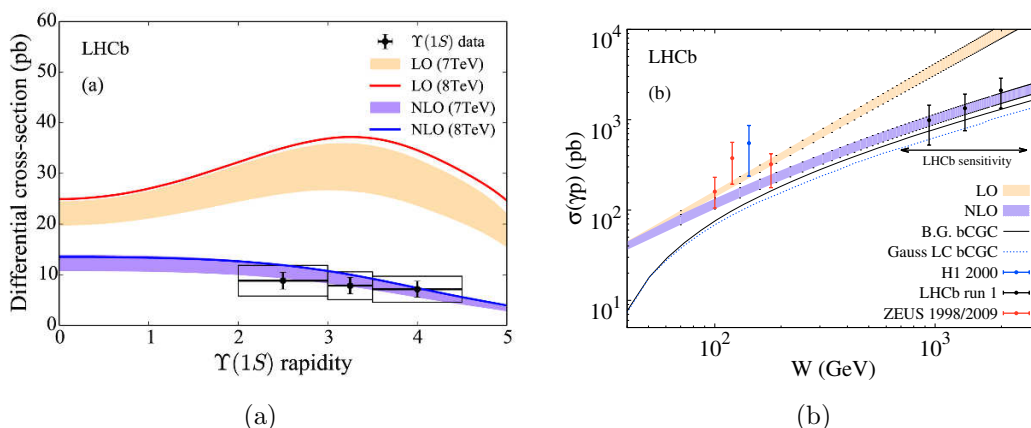 LHCb
(a)
ϒ(1S) data
LO (7TeV)
LO (8TeV)
NLO (7TeV)
NLO (8TeV)
Differential cross-section (pb)
60
50
40
30
20
10
0
0 1 2 3 4 5
ϒ(1S) rapidity
(a)
LHCb
(b)
σ(γp) (pb)
10⁴
10³
10²
10¹
LHCb sensitivity
LO
NLO
B.G. bCGC
Gauss LC bCGC
H1 2000
LHCb run 1
ZEUS 1998/2009
10² 10³
W (GeV)
(b)